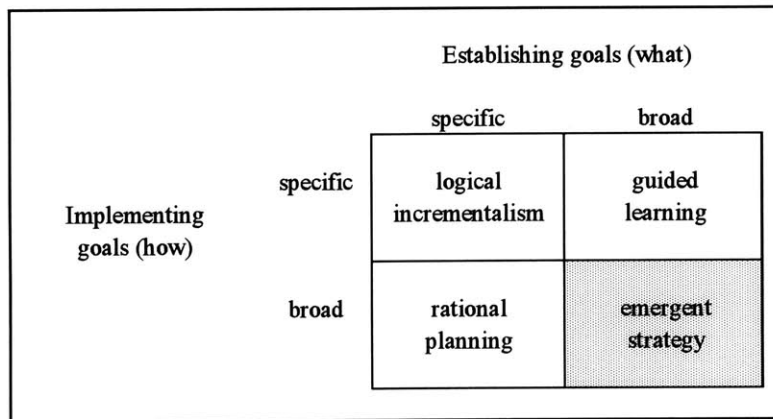 Establishing goals (what)
specific broad
specific logical guided
incrementalism learning
Implementing
goals (how)
broad rational emergent
planning strategy